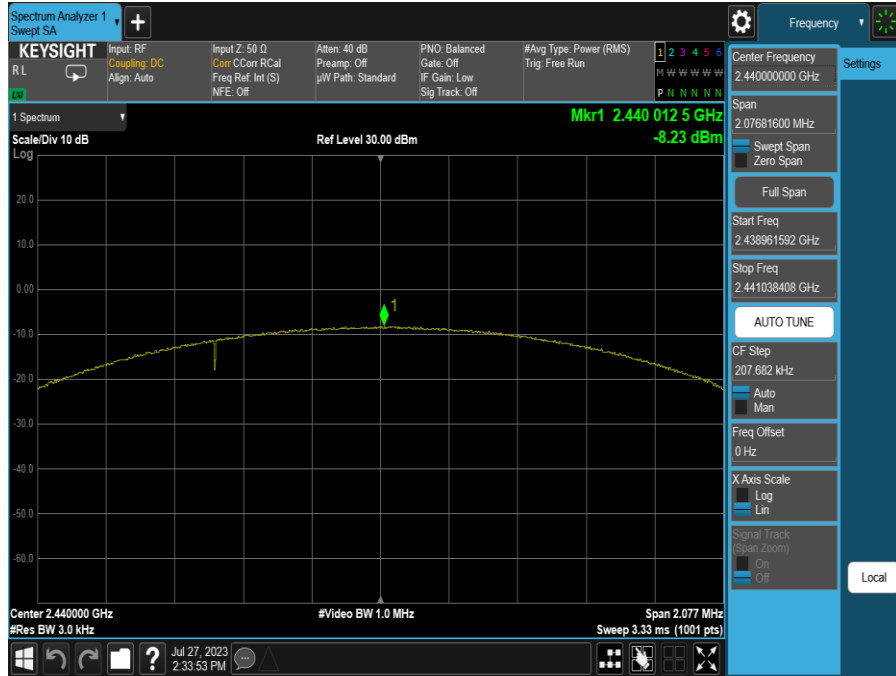 Spectrum Analyzer 1
Swept SA
Frequency
KEYSIGHT
R L
LXI
Input: RF
Coupling: DC
Align: Auto
Input Z: 50 Ω
Corr CCorr RCal
Freq Ref: Int (S)
NFE: Off
Atten: 40 dB
Preamp: Off
µW Path: Standard
PNO: Balanced
Gate: Off
IF Gain: Low
Sig Track: Off
#Avg Type: Power (RMS)
Trig: Free Run
1 2 3 4 5 6
M W W W W W
P N N N N N
Center Frequency
2.440000000 GHz
Settings
Span
2.07681600 MHz
Swept Span
Zero Span
Full Span
Start Freq
2.438961592 GHz
Stop Freq
2.441038408 GHz
AUTO TUNE
CF Step
207.682 kHz
Auto
Man
Freq Offset
0 Hz
X Axis Scale
Log
Lin
Signal Track
(Span Zoom)
On
Off
Local
1 Spectrum
Scale/Div 10 dB
Log
Ref Level 30.00 dBm
Mkr1 2.440 012 5 GHz
-8.23 dBm
20.0
10.0
0.00
1
-10.0
-20.0
-30.0
-40.0
-50.0
-60.0
Center 2.440000 GHz
#Video BW 1.0 MHz
Span 2.077 MHz
#Res BW 3.0 kHz
Sweep 3.33 ms (1001 pts)
?
Jul 27, 2023
2:33:53 PM